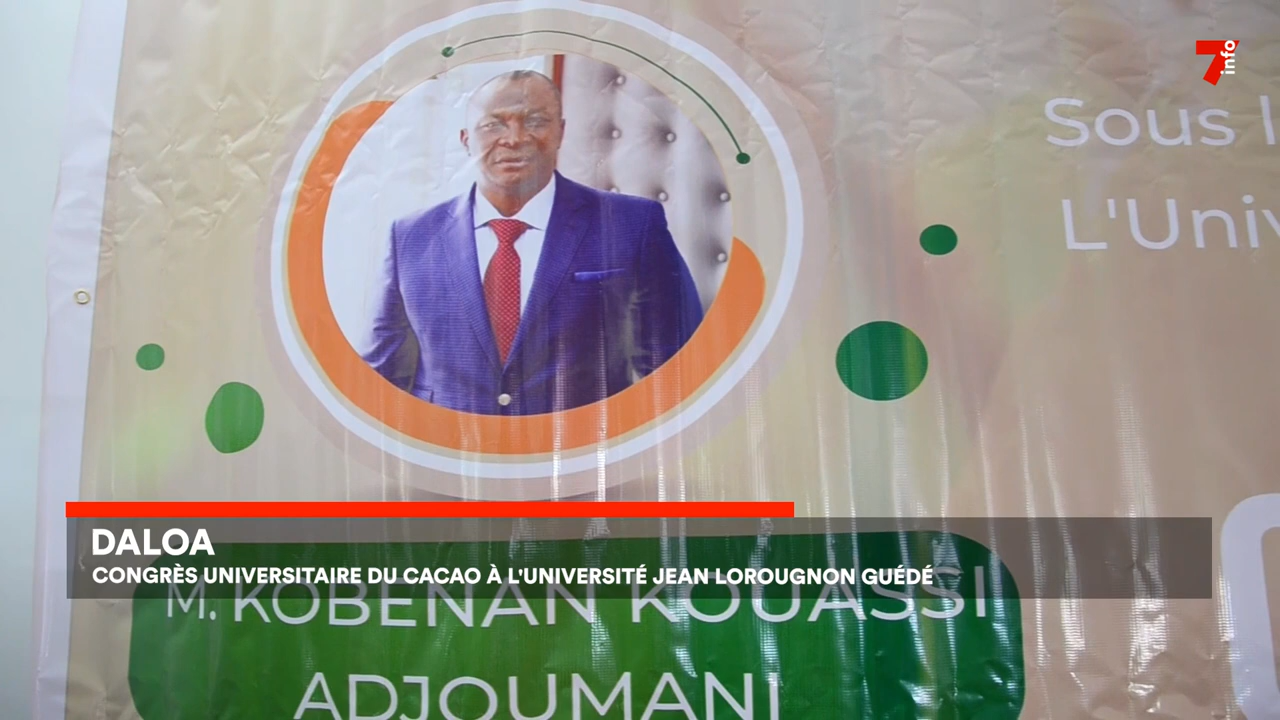 7 info
Sous
L'Univ
DALOA
CONGRÈS UNIVERSITAIRE DU CACAO À L'UNIVERSITÉ JEAN LOROUGNON GUÉDÉ
M. KOBENAN KOUASSI
ADJOUMANI